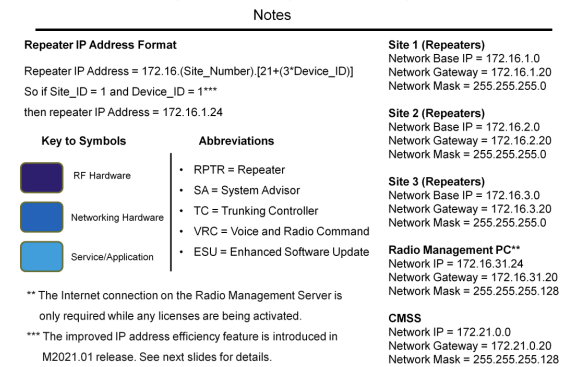 Notes
Repeater IP Address Format
Repeater IP Address = 172.16.(Site_Number).[21+(3*Device_ID)]
So if Site_ID = 1 and Device_ID = 1***
then repeater IP Address = 172.16.1.24
Key to Symbols
RF Hardware
Networking Hardware
Service/Application
Abbreviations
• RPTR = Repeater
• SA = System Advisor
• TC = Trunking Controller
• VRC = Voice and Radio Command
• ESU = Enhanced Software Update
** The Internet connection on the Radio Management Server is
only required while any licenses are being activated.
*** The improved IP address efficiency feature is introduced in
M2021.01 release. See next slides for details.
Site 1 (Repeaters)
Network Base IP = 172.16.1.0
Network Gateway = 172.16.1.20
Network Mask = 255.255.255.0
Site 2 (Repeaters)
Network Base IP = 172.16.2.0
Network Gateway = 172.16.2.20
Network Mask = 255.255.255.0
Site 3 (Repeaters)
Network Base IP = 172.16.3.0
Network Gateway = 172.16.3.20
Network Mask = 255.255.255.0
Radio Management PC**
Network IP = 172.16.31.24
Network Gateway = 172.16.31.20
Network Mask = 255.255.255.128
CMSS
Network IP = 172.21.0.0
Network Gateway = 172.21.0.20
Network Mask = 255.255.255.128